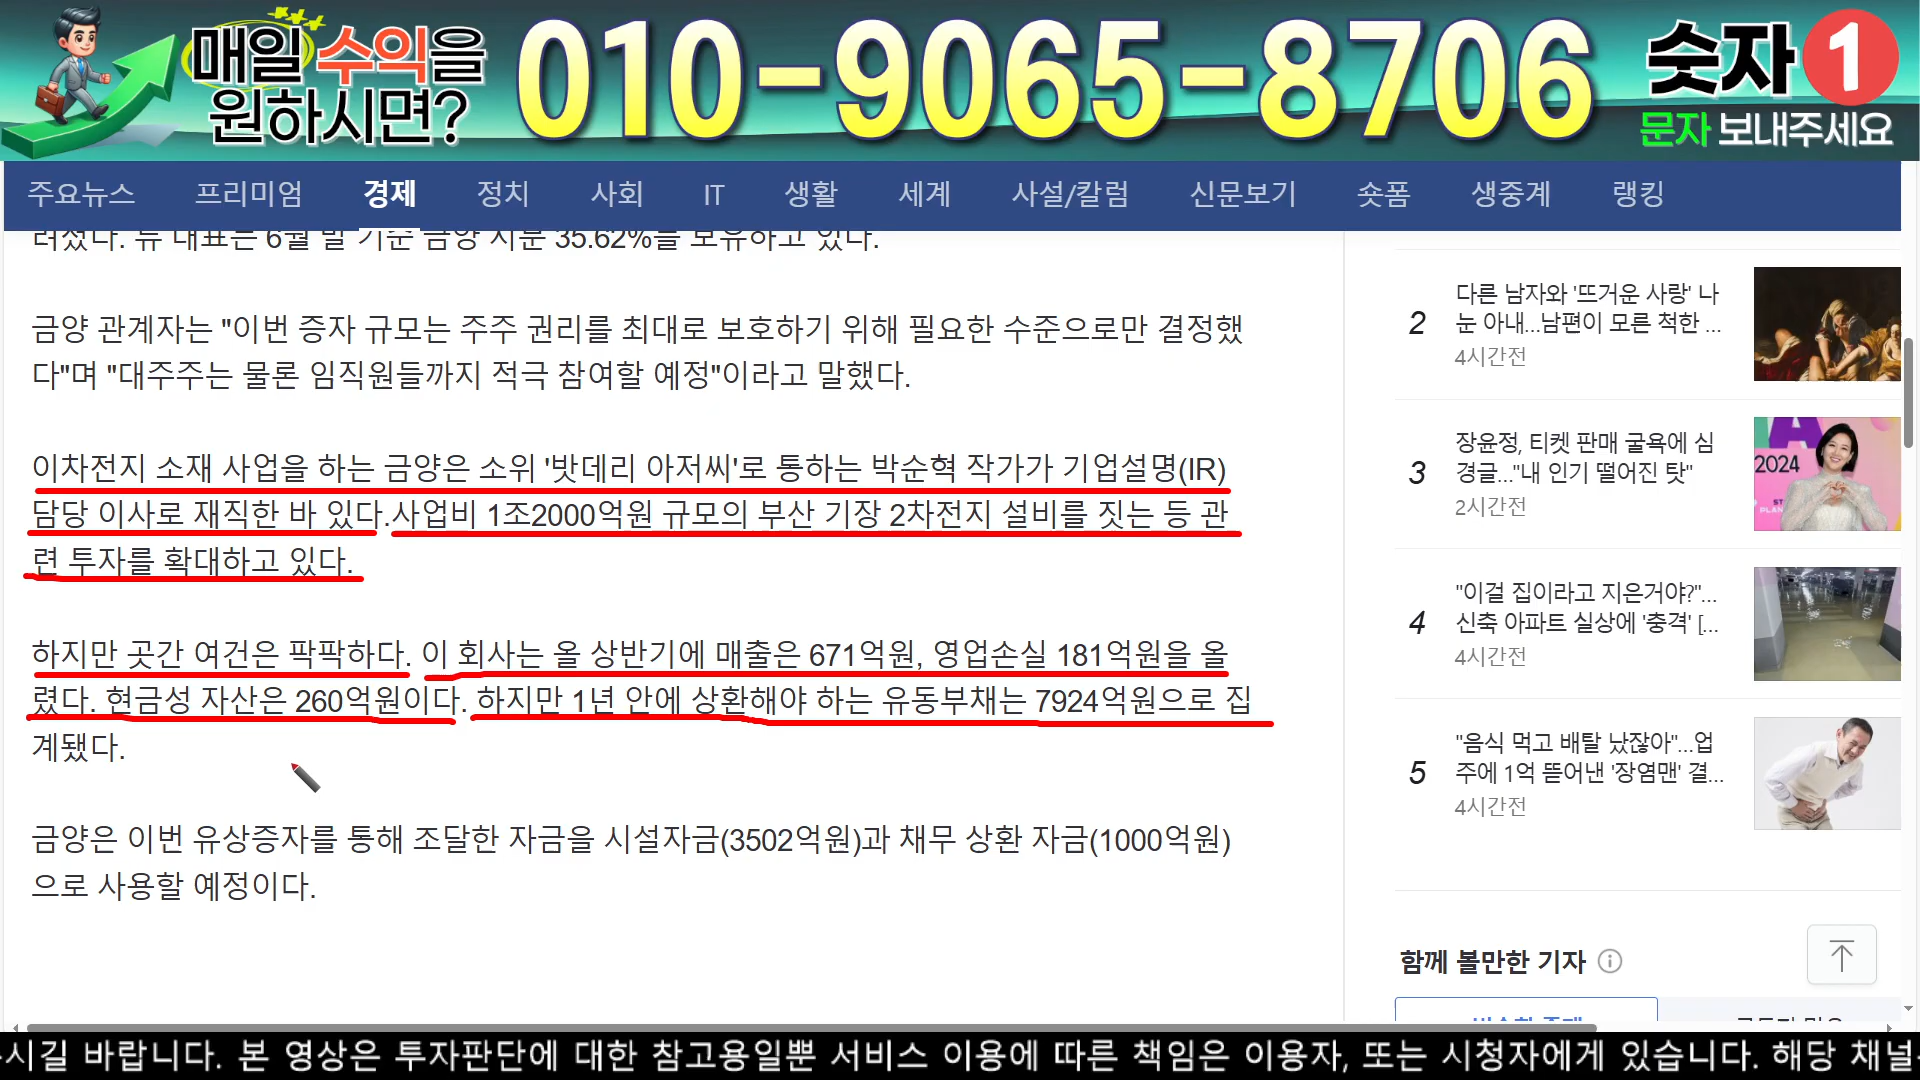 매일 수익을
원하시면?
010-9065-8706
숫자 1
문자 보내주세요
주요뉴스 프리미엄 경제 정치 사회 IT 생활 세계 사설/칼럼 신문보기 숏폼 생중계 랭킹
러졌다. 류 대표는 6월 말 기준 금양 지분 35.62%를 보유하고 있다.
금양 관계자는 "이번 증자 규모는 주주 권리를 최대로 보호하기 위해 필요한 수준으로만 결정했
다"며 "대주주는 물론 임직원들까지 적극 참여할 예정"이라고 말했다.
이차전지 소재 사업을 하는 금양은 소위 '밧데리 아저씨'로 통하는 박순혁 작가가 기업설명(IR)
담당 이사로 재직한 바 있다.사업비 1조2000억원 규모의 부산 기장 2차전지 설비를 짓는 등 관
련 투자를 확대하고 있다.
하지만 곳간 여건은 팍팍하다. 이 회사는 올 상반기에 매출은 671억원, 영업손실 181억원을 올
렸다. 현금성 자산은 260억원이다. 하지만 1년 안에 상환해야 하는 유동부채는 7924억원으로 집
계됐다.
금양은 이번 유상증자를 통해 조달한 자금을 시설자금(3502억원)과 채무 상환 자금(1000억원)
으로 사용할 예정이다.
2
다른 남자와 '뜨거운 사랑' 나
눈 아내...남편이 모른 척한 ...
4시간전
3
장윤정, 티켓 판매 굴욕에 심
경글..."내 인기 떨어진 탓"
2시간전
2024
4
"이걸 집이라고 지은거야?"...
신축 아파트 실상에 '충격' [...
4시간전
5
"음식 먹고 배탈 났잖아"...업
주에 1억 뜯어낸 '장염맨' 결...
4시간전
함께 볼만한 기자
시길 바랍니다. 본 영상은 투자판단에 대한 참고용일뿐 서비스 이용에 따른 책임은 이용자, 또는 시청자에게 있습니다. 해당 채널